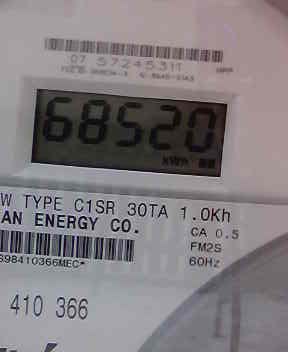 07 57245311
68520
kWh
W TYPE C1SR 30TA 1.0Kh
AN ENERGY CO.
CA 0.5
FM2S
S98410366MEC*
60Hz
410 366